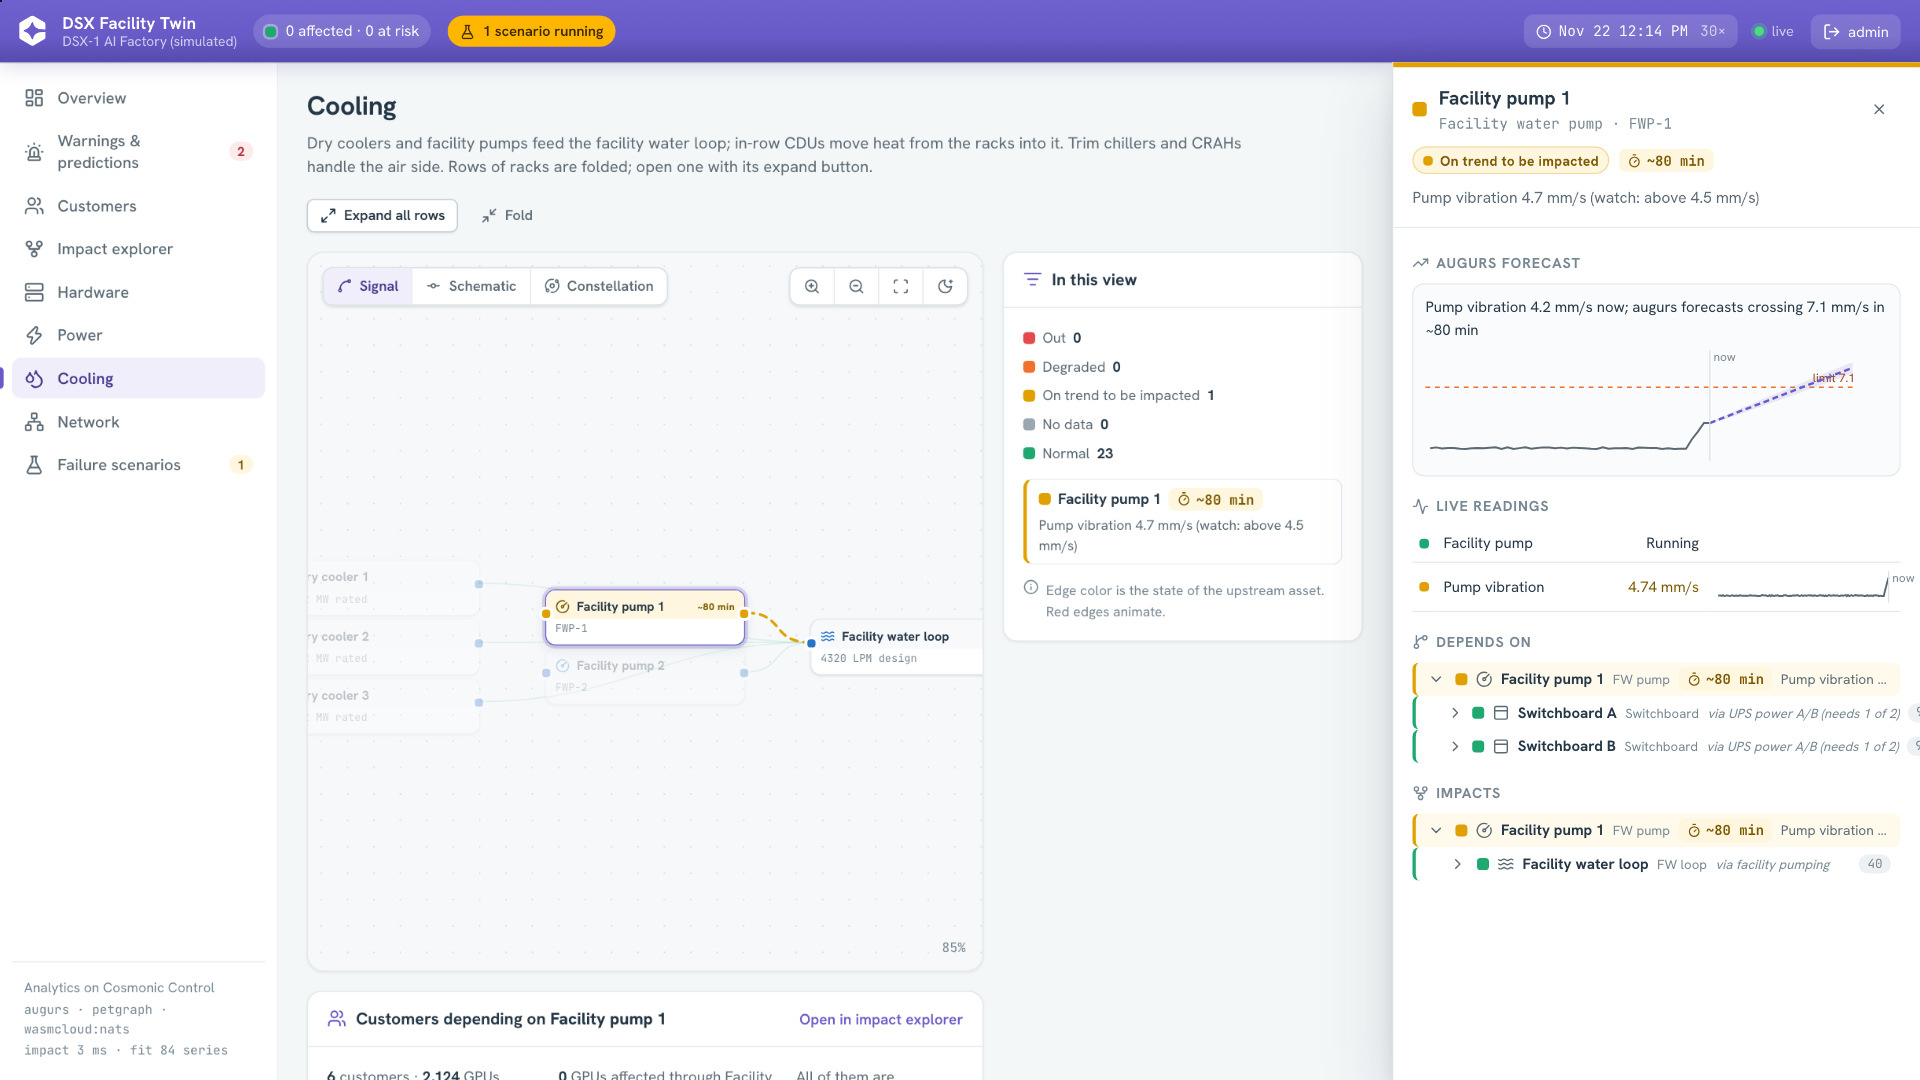 DSX Facility Twin
DSX-1 AI Factory (simulated)
0 affected · 0 at risk
1 scenario running
Nov 22 12:14 PM 30×
live
admin
Overview
Warnings & predictions
2
Customers
Impact explorer
Hardware
Power
Cooling
Network
Failure scenarios
1
Analytics on Cosmonic Control
augurs · petgraph ·
wasmcloud:nats
impact 3 ms · fit 84 series
Cooling
Dry coolers and facility pumps feed the facility water loop; in-row CDUs move heat from the racks into it. Trim chillers and CRAHs
handle the air side. Rows of racks are folded; open one with its expand button.
Expand all rows
Fold
Signal
Schematic
Constellation
ry cooler 1
MW rated
ry cooler 2
MW rated
ry cooler 3
MW rated
Facility pump 1
~80 min
FWP-1
Facility pump 2
FWP-2
Facility water loop
4320 LPM design
85%
Customers depending on Facility pump 1
Open in impact explorer
6 customers · 2,124 GPUs
0 GPUs affected through Facility
All of them are
In this view
Out 0
Degraded 0
On trend to be impacted 1
No data 0
Normal 23
Facility pump 1
~80 min
Pump vibration 4.7 mm/s (watch: above 4.5
mm/s)
Edge color is the state of the upstream asset.
Red edges animate.
Facility pump 1
Facility water pump · FWP-1
On trend to be impacted
~80 min
Pump vibration 4.7 mm/s (watch: above 4.5 mm/s)
AUGURS FORECAST
Pump vibration 4.2 mm/s now; augurs forecasts crossing 7.1 mm/s in
~80 min
now
limit 7.1
LIVE READINGS
Facility pump
Running
Pump vibration
4.74 mm/s
now
DEPENDS ON
Facility pump 1 FW pump ~80 min Pump vibration ...
Switchboard A Switchboard via UPS power A/B (needs 1 of 2)
Switchboard B Switchboard via UPS power A/B (needs 1 of 2)
IMPACTS
Facility pump 1 FW pump ~80 min Pump vibration ...
Facility water loop FW loop via facility pumping 40